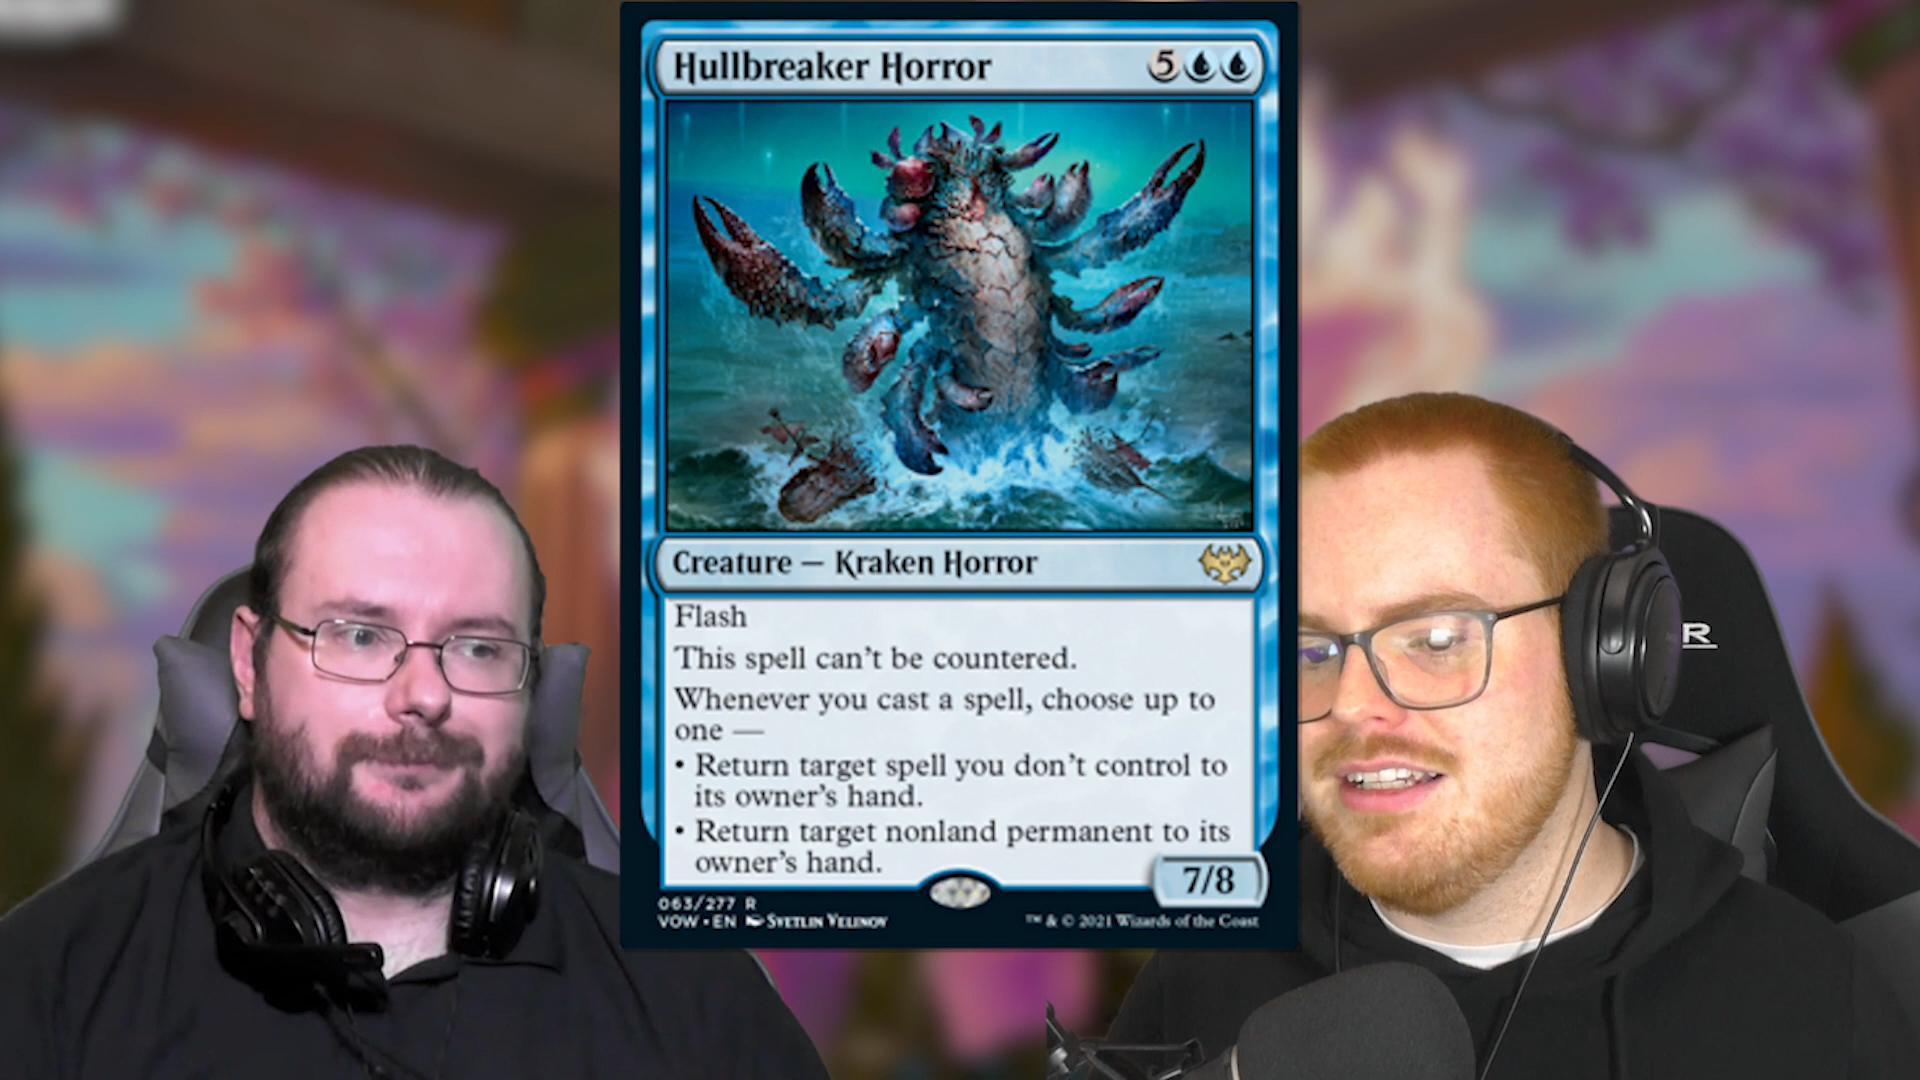 Hullbreaker Horror 5
Creature — Kraken Horror
Flash
This spell can't be countered.
Whenever you cast a spell, choose up to
one —
• Return target spell you don't control to
its owner's hand.
• Return target nonland permanent to its
owner's hand.
7/8
063/277 R
VOW • EN Svetlin Velinov
™ & © 2021 Wizards of the Coast
R